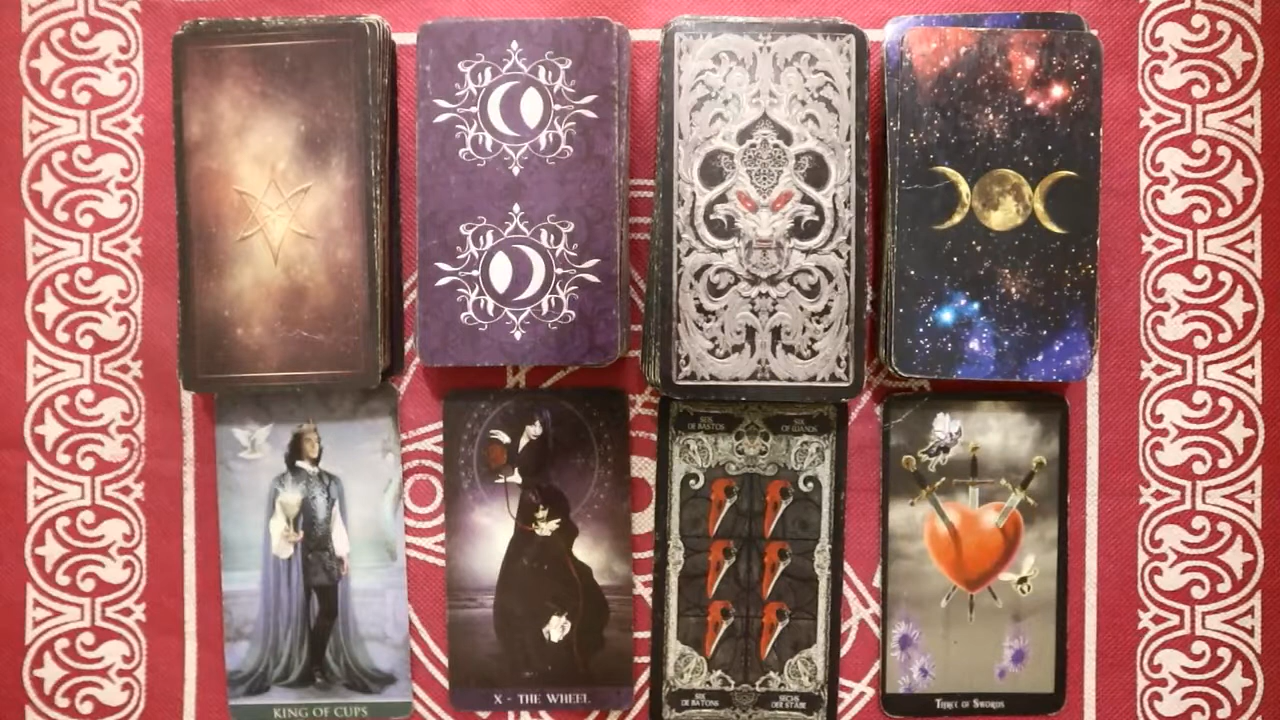 KING OF CUPS
X - THE WHEEL
SEIS
DE BASTOS
SIX
OF WANDS
SIX
DE BATONS
SECHS
DER STÄBE
THREE OF SWORDS